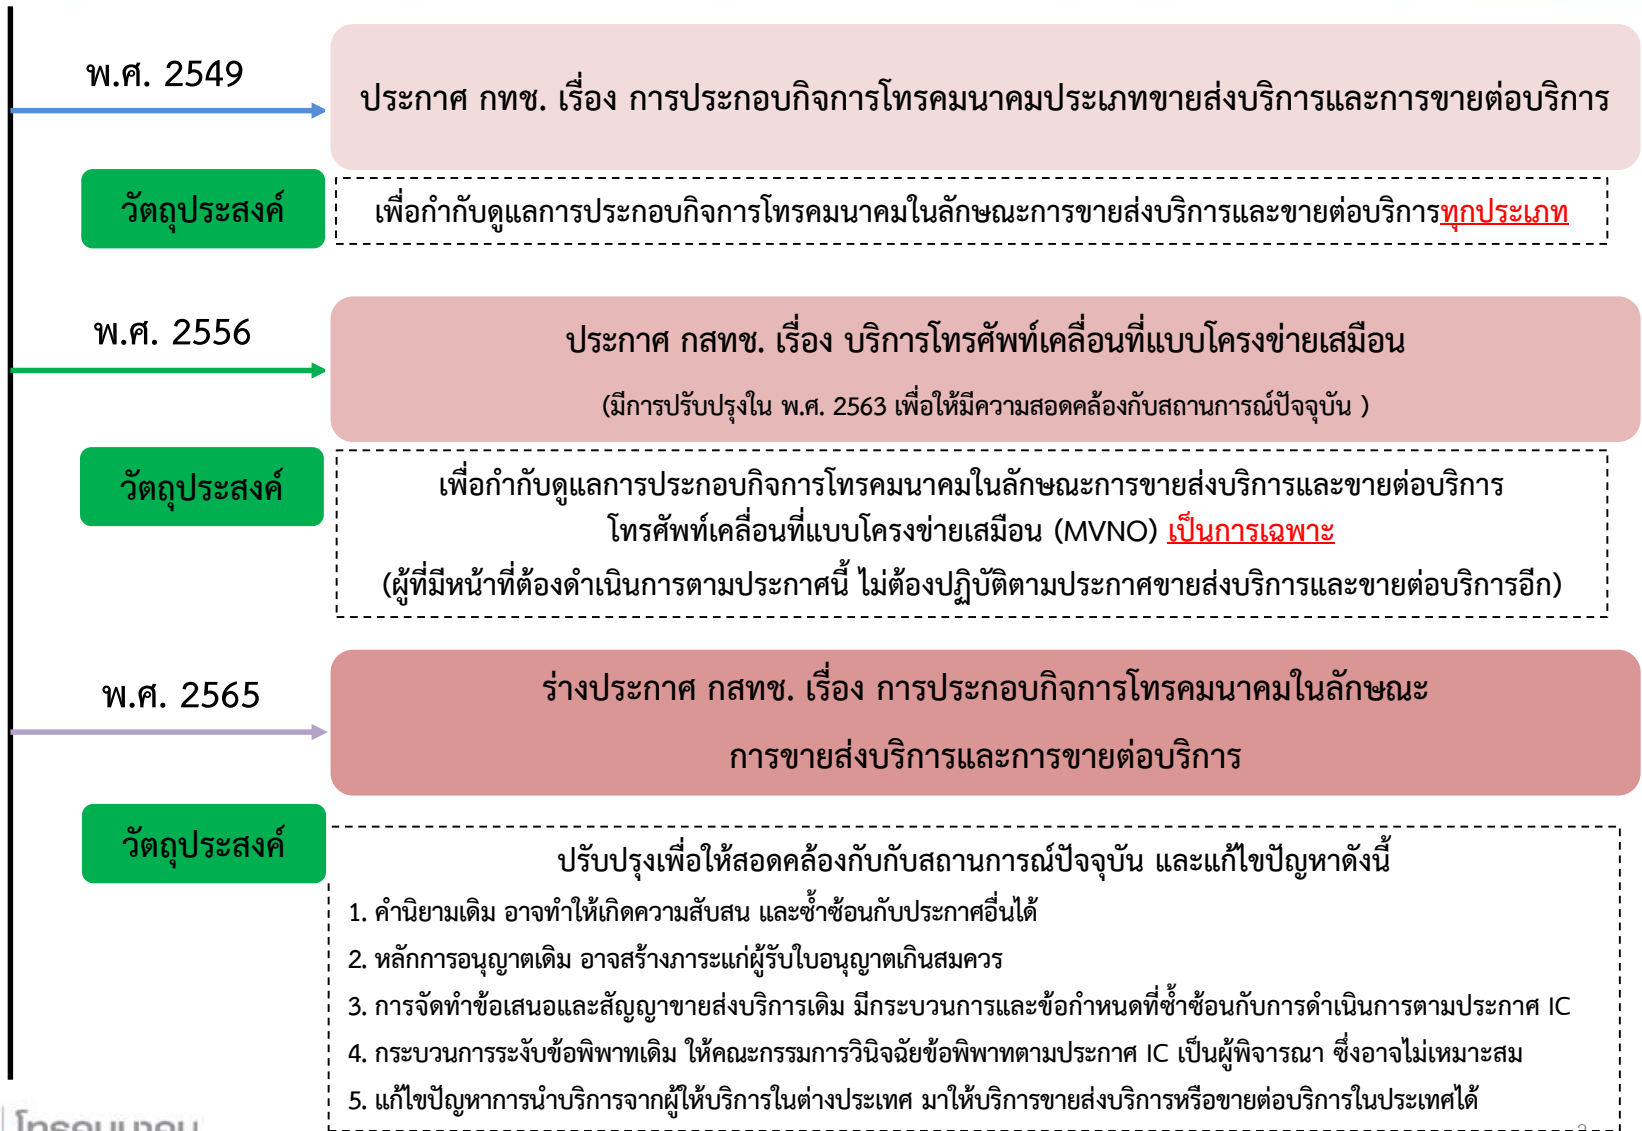 พ.ศ. 2549
ประกาศ กทช. เรื่อง การประกอบกิจการโทรคมนาคมประเภทขายส่งบริการและการขายต่อบริการ
วัตถุประสงค์
เพื่อกำกับดูแลการประกอบกิจการโทรคมนาคมในลักษณะการขายส่งบริการและขายต่อบริการทุกประเภท
พ.ศ. 2556
ประกาศ กสทช. เรื่อง บริการโทรศัพท์เคลื่อนที่แบบโครงข่ายเสมือน
(มีการปรับปรุงใน พ.ศ. 2563 เพื่อให้มีความสอดคล้องกับสถานการณ์ปัจจุบัน )
วัตถุประสงค์
เพื่อกำกับดูแลการประกอบกิจการโทรคมนาคมในลักษณะการขายส่งบริการและขายต่อบริการ
โทรศัพท์เคลื่อนที่แบบโครงข่ายเสมือน (MVNO) เป็นการเฉพาะ
(ผู้ที่มีหน้าที่ต้องดำเนินการตามประกาศนี้ ไม่ต้องปฏิบัติตามประกาศขายส่งบริการและขายต่อบริการอีก)
พ.ศ. 2565
ร่างประกาศ กสทช. เรื่อง การประกอบกิจการโทรคมนาคมในลักษณะ
การขายส่งบริการและการขายต่อบริการ
วัตถุประสงค์
ปรับปรุงเพื่อให้สอดคล้องกับกับสถานการณ์ปัจจุบัน และแก้ไขปัญหาดังนี้
1. คำนิยามเดิม อาจทำให้เกิดความสับสน และซ้ำซ้อนกับประกาศอื่นได้
2. หลักการอนุญาตเดิม อาจสร้างภาระแก่ผู้รับใบอนุญาตเกินสมควร
3. การจัดทำข้อเสนอและสัญญาขายส่งบริการเดิม มีกระบวนการและข้อกำหนดที่ซ้ำซ้อนกับการดำเนินการตามประกาศ IC
4. กระบวนการระงับข้อพิพาทเดิม ให้คณะกรรมการวินิจฉัยข้อพิพาทตามประกาศ IC เป็นผู้พิจารณา ซึ่งอาจไม่เหมาะสม
5. แก้ไขปัญหาการนำบริการจากผู้ให้บริการในต่างประเทศ มาให้บริการขายส่งบริการหรือขายต่อบริการในประเทศได้